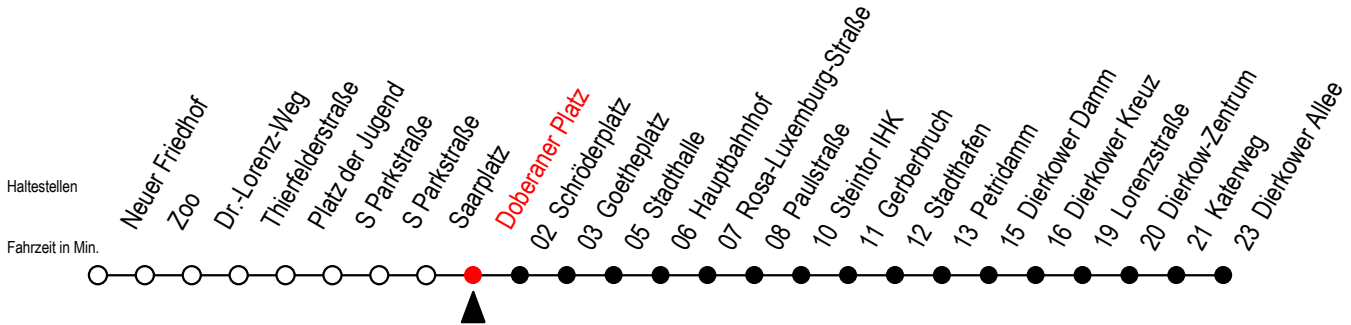 Haltestellen
Fahrzeit in Min.
Neuer Friedhof
Zoo
Dr.-Lorenz-Weg
Thierfelderstraße
Platz der Jugend
S Parkstraße
S Parkstraße
Saarplatz
Doberaner Platz
02 Schröderplatz
03 Goetheplatz
05 Stadthalle
06 Hauptbahnhof
07 Rosa-Luxemburg-Straße
08 Paulstraße
10 Steintor IHK
11 Gerberbruch
12 Stadthafen
13 Petridamm
15 Dierkower Damm
16 Dierkower Kreuz
19 Lorenzstraße
20 Dierkow-Zentrum
21 Katerweg
23 Dierkower Allee